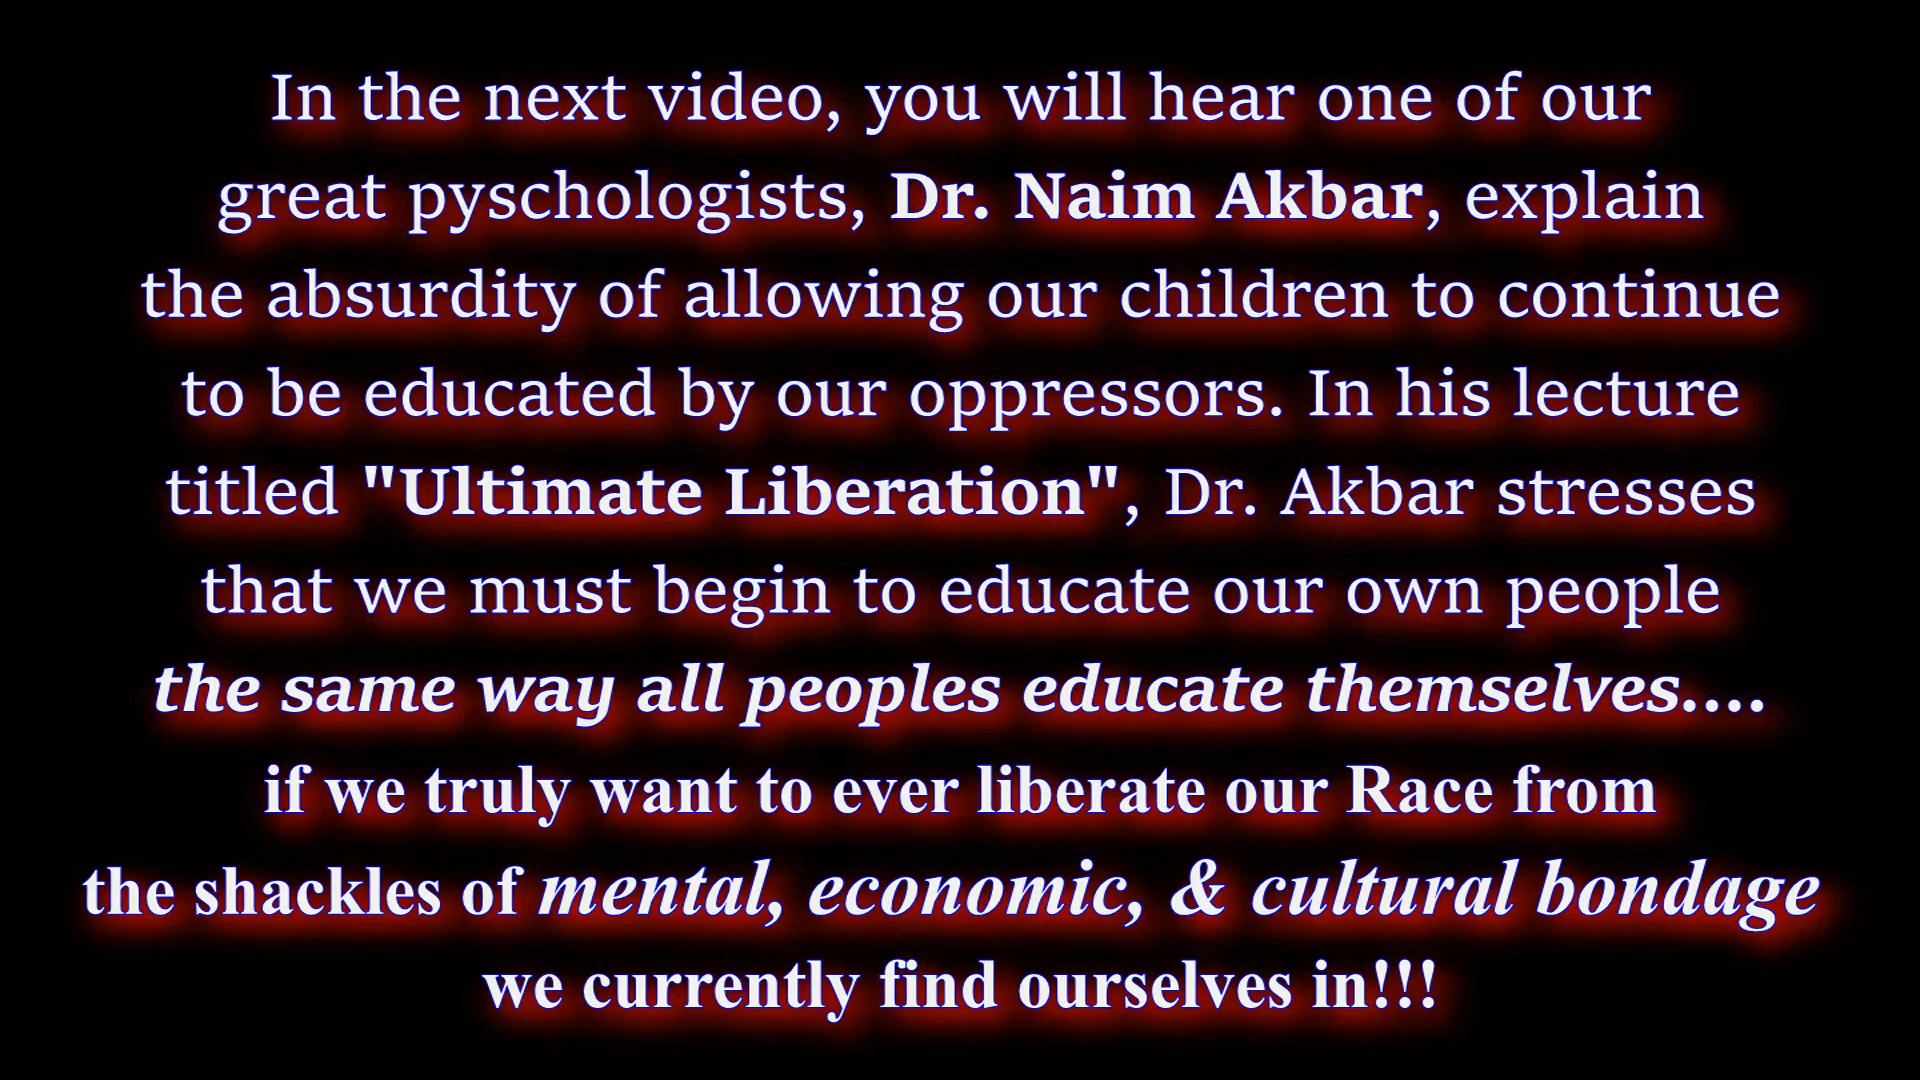 In the next video, you will hear one of our
great pyschologists, Dr. Naim Akbar, explain
the absurdity of allowing our children to continue
to be educated by our oppressors. In his lecture
titled "Ultimate Liberation", Dr. Akbar stresses
that we must begin to educate our own people
the same way all peoples educate themselves....
if we truly want to ever liberate our Race from
the shackles of mental, economic, & cultural bondage
we currently find ourselves in!!!